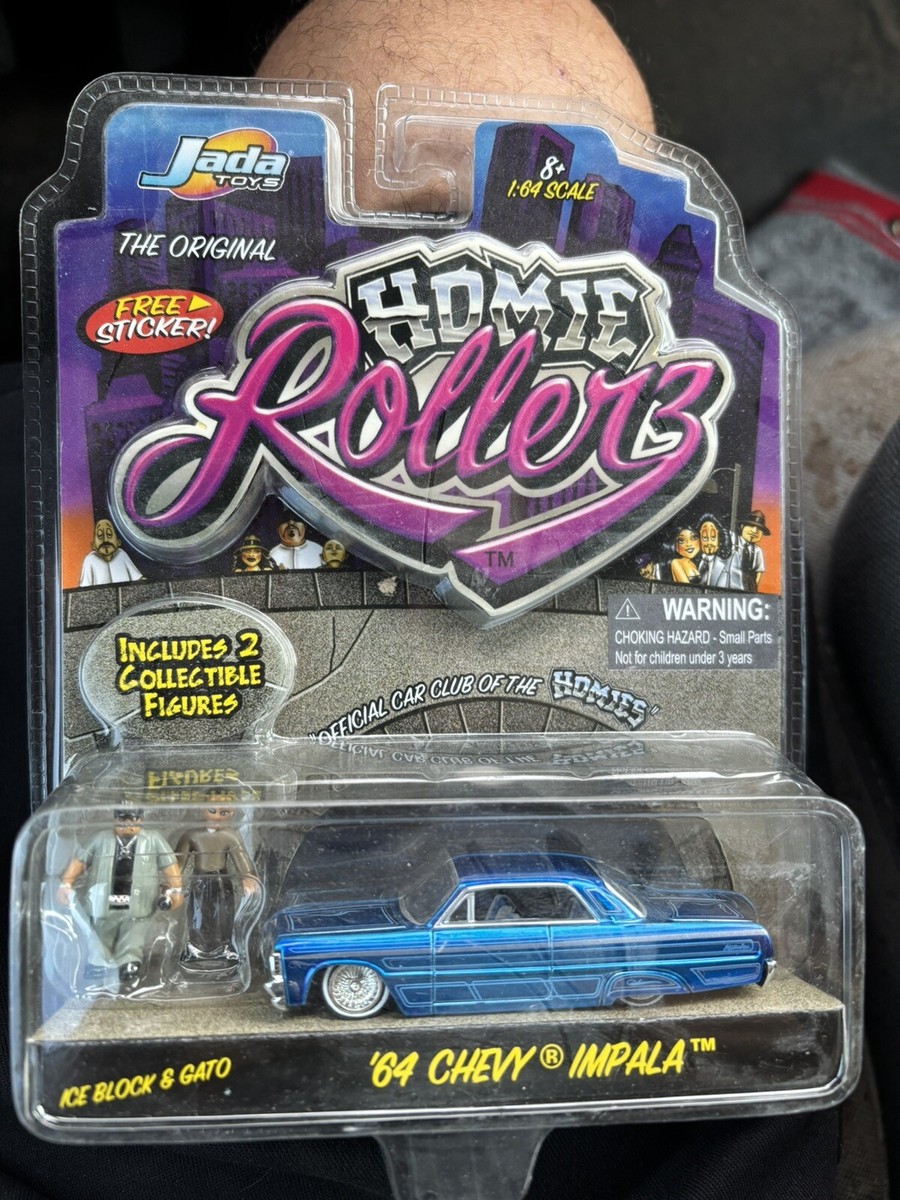 Jada
TOYS
8+
1:64 SCALE
THE ORIGINAL
FREE
STICKER!
HOMIE
Rollerz
TM
WARNING:
CHOKING HAZARD - Small Parts
Not for children under 3 years
INCLUDES 2
COLLECTIBLE
FIGURES
"OFFICIAL CAR CLUB OF THE HOMIES"
ICE BLOCK & GATO
'64 CHEVY® IMPALA™